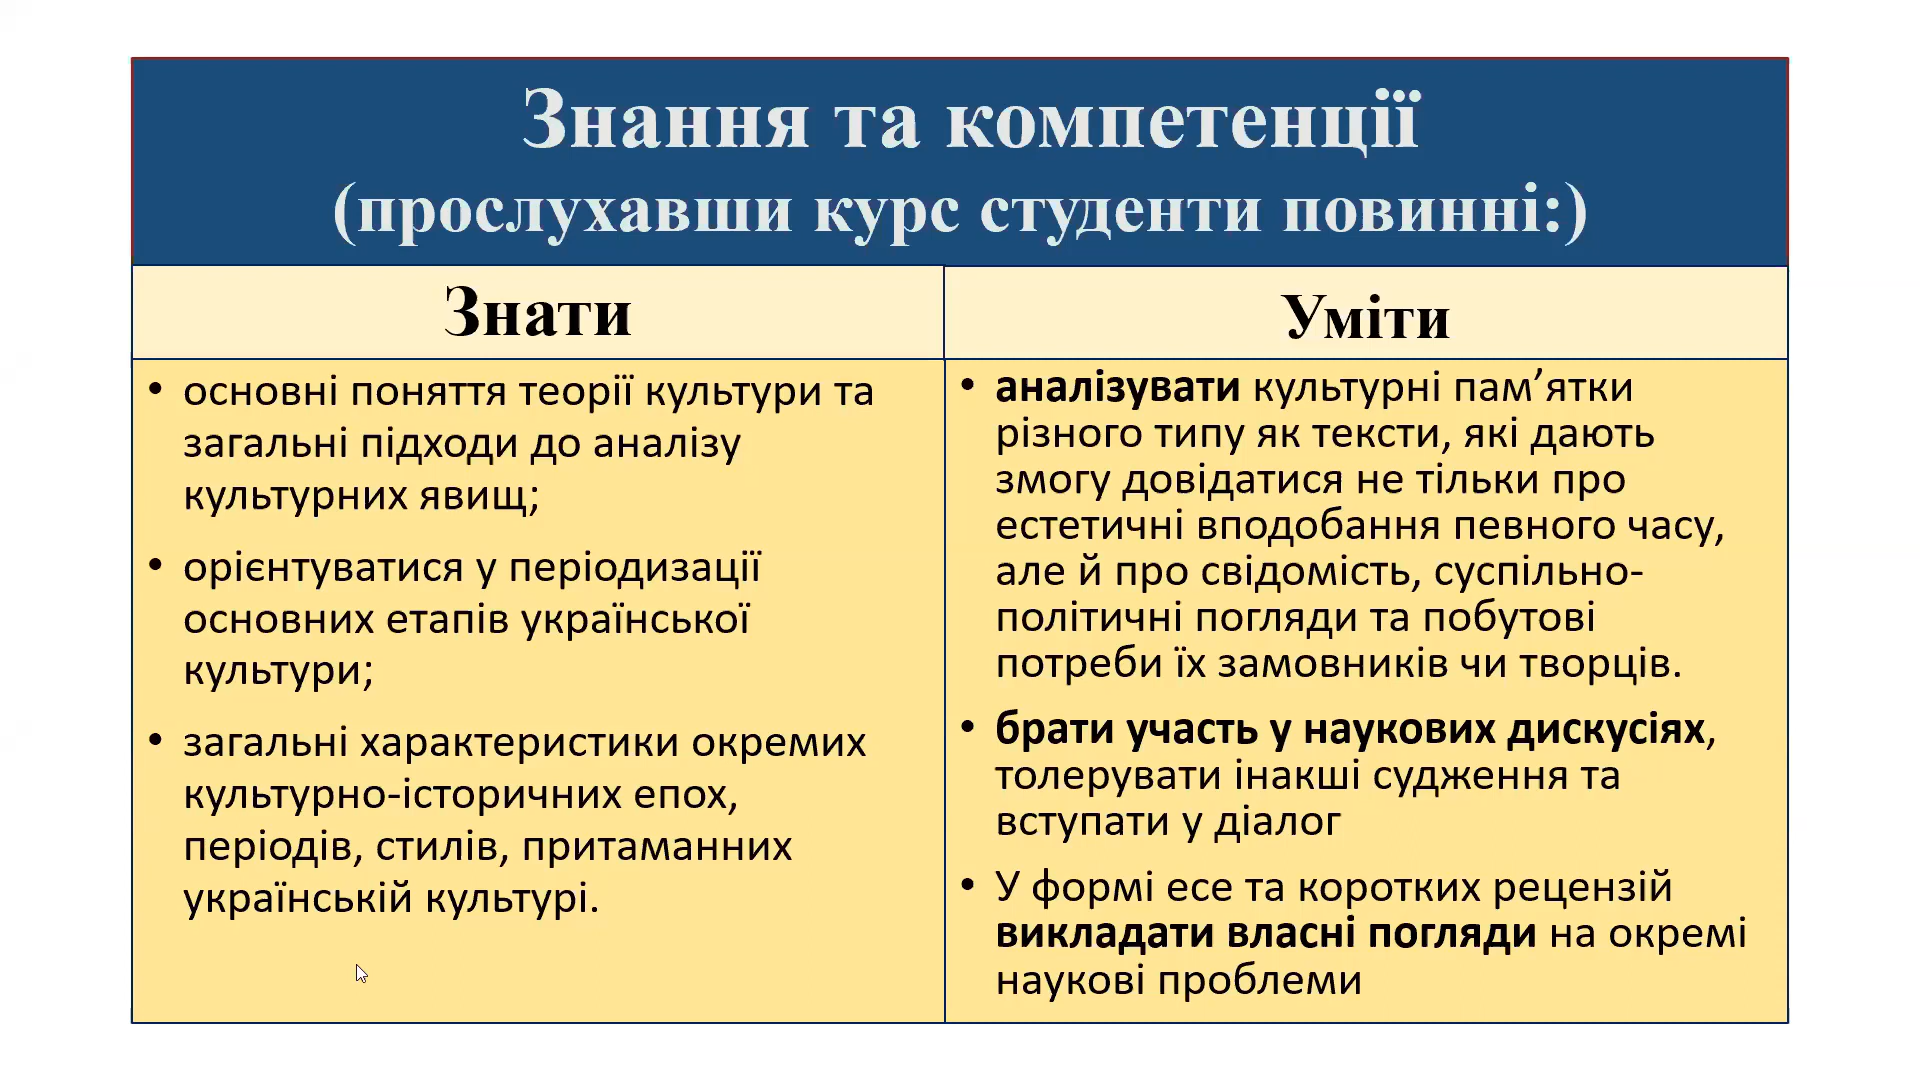 Знання та компетенції
(прослухавши курс студенти повинні:)
Знати
• основні поняття теорії культури та
загальні підходи до аналізу
культурних явищ;
• орієнтуватися у періодизації
основних етапів української
культури;
• загальні характеристики окремих
культурно-історичних епох,
періодів, стилів, притаманних
українській культурі.
Уміти
• аналізувати культурні пам’ятки
різного типу як тексти, які дають
змогу довідатися не тільки про
естетичні вподобання певного часу,
але й про свідомість, суспільно-
політичні погляди та побутові
потреби їх замовників чи творців.
• брати участь у наукових дискусіях,
толерувати інакші судження та
вступати у діалог
• У формі есе та коротких рецензій
викладати власні погляди на окремі
наукові проблеми